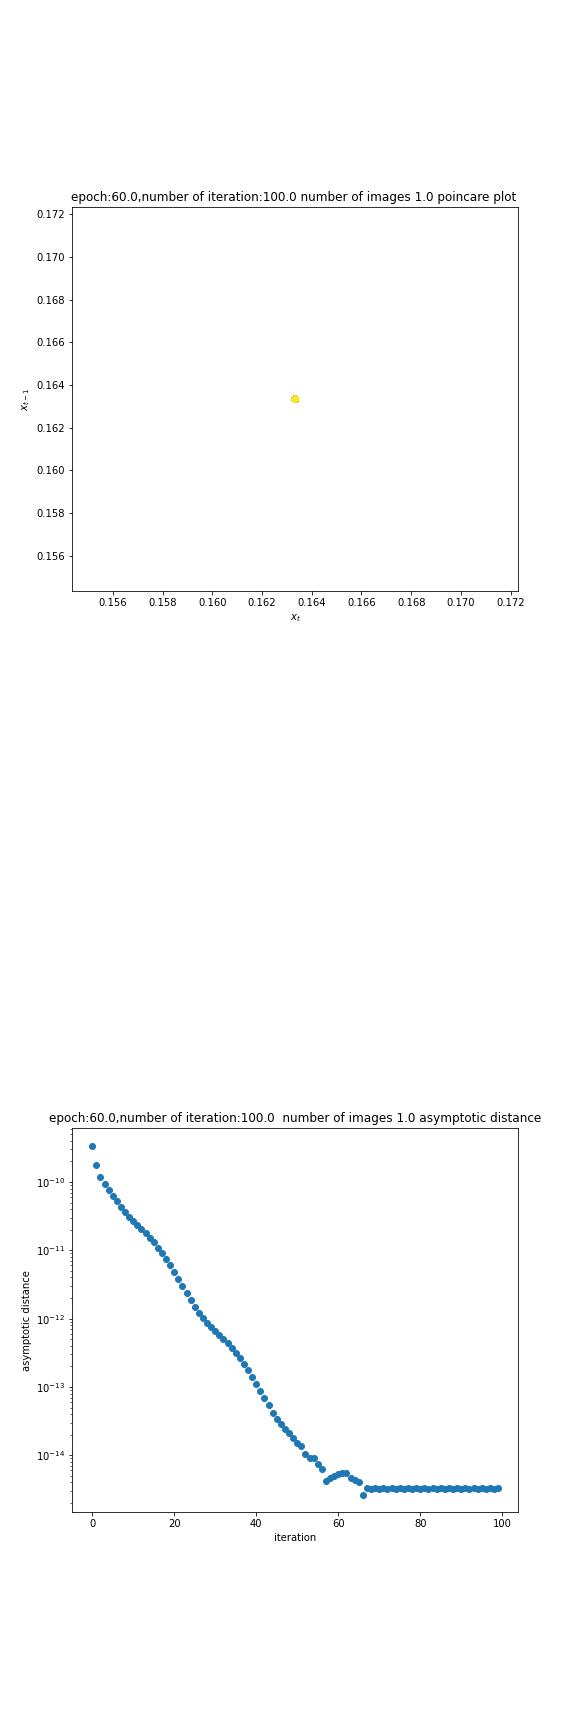 epoch:60.0,number of iteration:100.0 number of images 1.0 poincare plot
0.172
0.170
0.168
0.166
0.164
0.162
0.160
0.158
0.156
x_{t-1}
0.156 0.158 0.160 0.162 0.164 0.166 0.168 0.170 0.172
x_t
epoch:60.0,number of iteration:100.0 number of images 1.0 asymptotic distance
10^{-10}
10^{-11}
10^{-12}
10^{-13}
10^{-14}
asymptotic distance
0 20 40 60 80 100
iteration